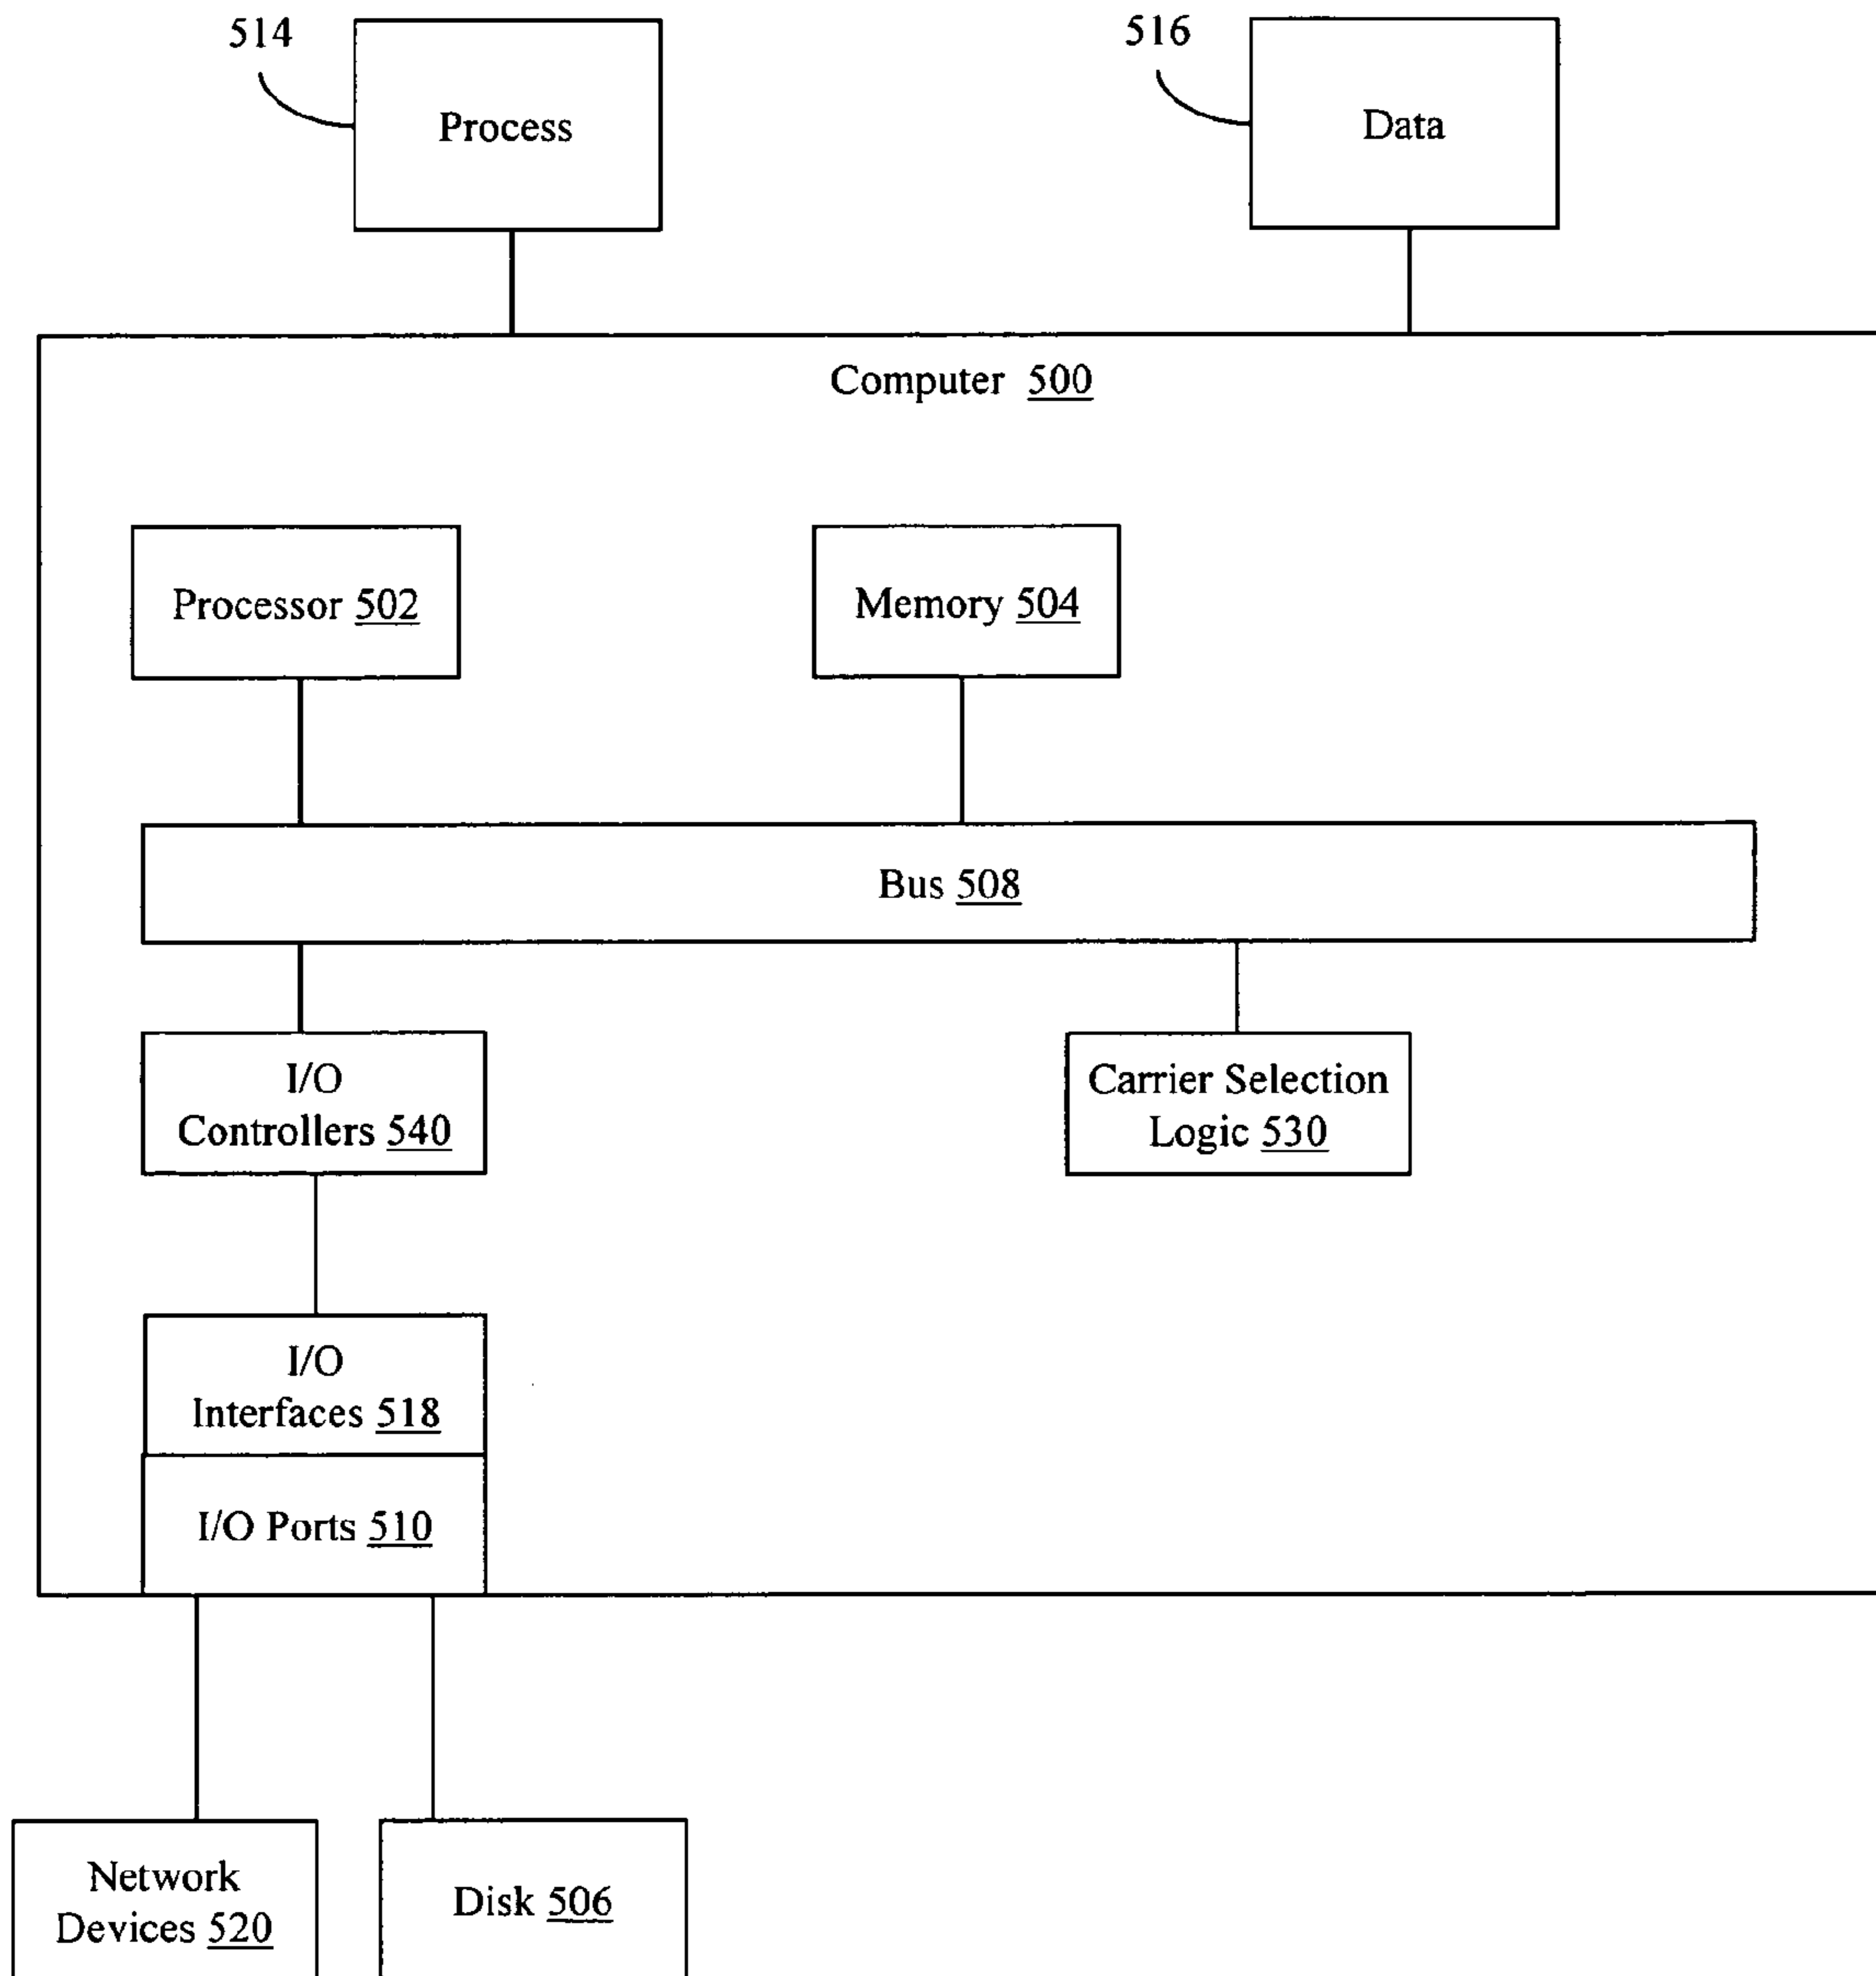 514
Process
516
Data
Computer 500
Processor 502
Memory 504
Bus 508
I/O
Controllers 540
Carrier Selection
Logic 530
I/O
Interfaces 518
I/O Ports 510
Network
Devices 520
Disk 506